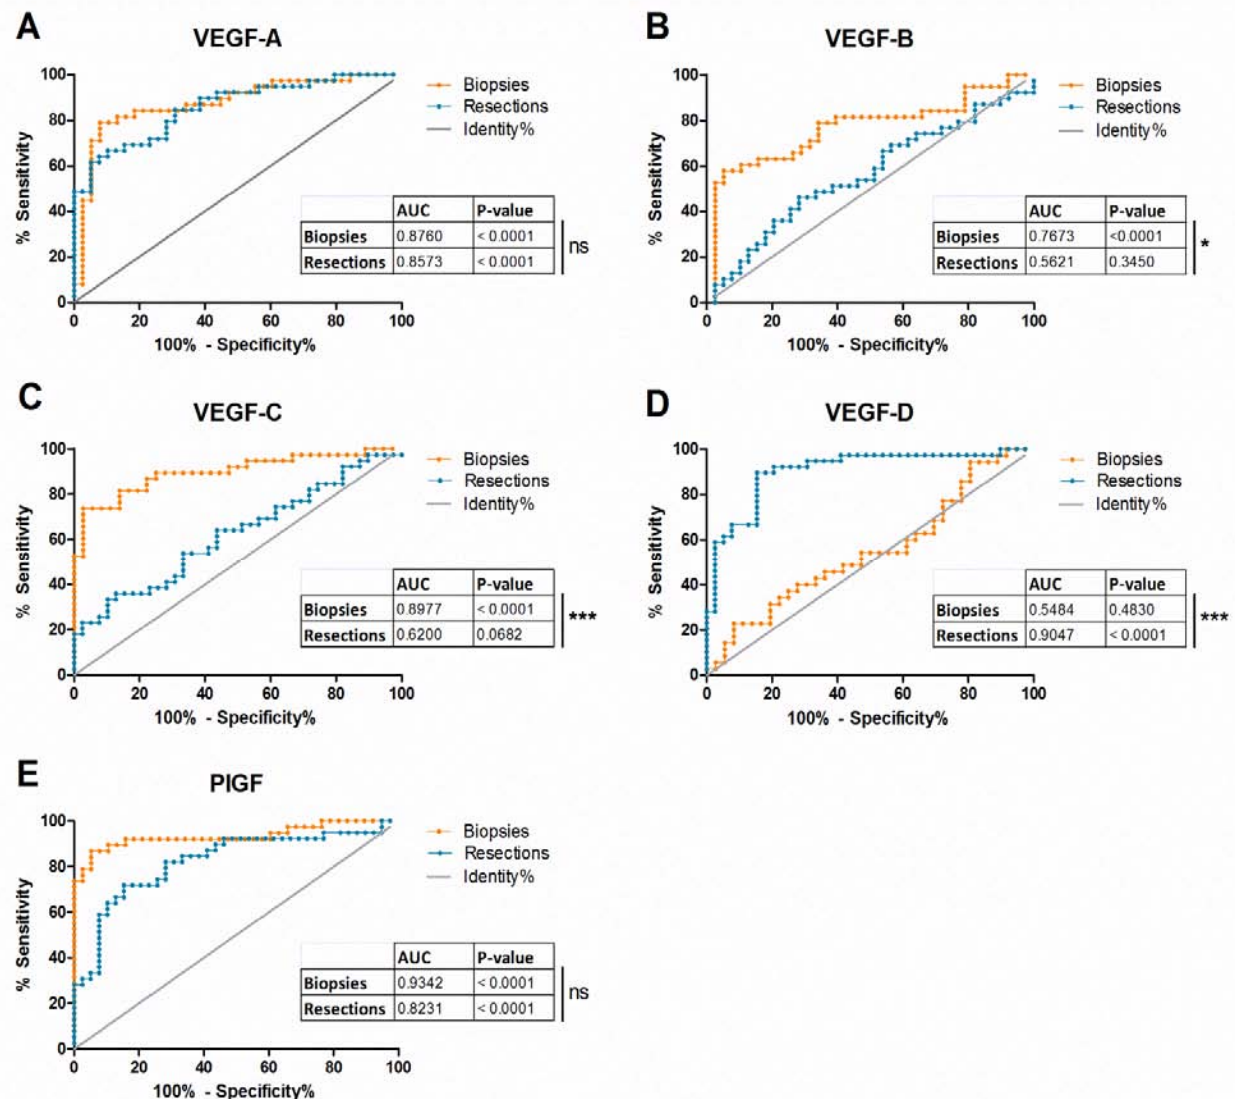 A
VEGF-A
100
80
60
40
20
0
% Sensitivity
0 20 40 60 80 100
100% - Specificity%
Biopsies
Resections
Identity%
AUC P-value
Biopsies 0.8760 < 0.0001
Resections 0.8573 < 0.0001
ns
B
VEGF-B
100
80
60
40
20
0
% Sensitivity
0 20 40 60 80 100
100% - Specificity%
Biopsies
Resections
Identity%
AUC P-value
Biopsies 0.7673 <0.0001
Resections 0.5621 0.3450
*
C
VEGF-C
100
80
60
40
20
0
% Sensitivity
0 20 40 60 80 100
100% - Specificity%
Biopsies
Resections
Identity%
AUC P-value
Biopsies 0.8977 < 0.0001
Resections 0.6200 0.0682
***
D
VEGF-D
100
80
60
40
20
0
% Sensitivity
0 20 40 60 80 100
100% - Specificity%
Biopsies
Resections
Identity%
AUC P-value
Biopsies 0.5484 0.4830
Resections 0.9047 < 0.0001
***
E
PIGF
100
80
60
40
20
0
% Sensitivity
0 20 40 60 80 100
100% - Specificity%
Biopsies
Resections
Identity%
AUC P-value
Biopsies 0.9342 < 0.0001
Resections 0.8231 < 0.0001
ns